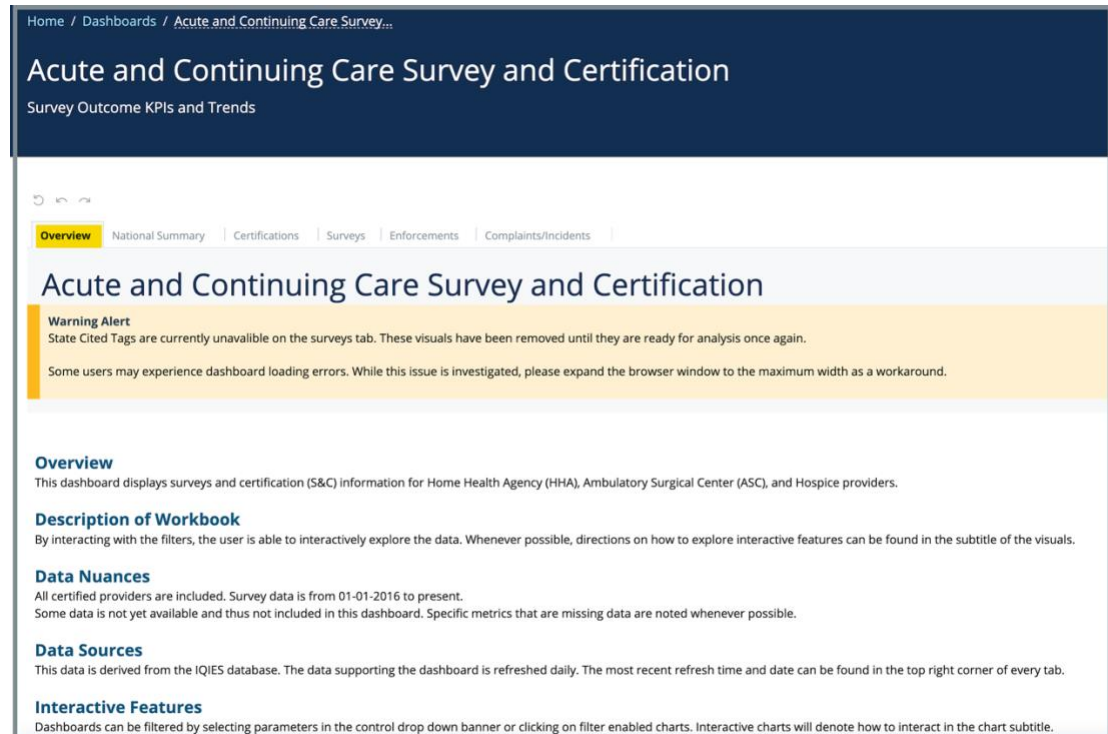 Home / Dashboards / Acute and Continuing Care Survey...
Acute and Continuing Care Survey and Certification
Survey Outcome KPIs and Trends
Overview National Summary Certifications Surveys Enforcements Complaints/Incidents
Acute and Continuing Care Survey and Certification
Warning Alert
State Cited Tags are currently unavalible on the surveys tab. These visuals have been removed until they are ready for analysis once again.
Some users may experience dashboard loading errors. While this issue is investigated, please expand the browser window to the maximum width as a workaround.
Overview
This dashboard displays surveys and certification (S&C) information for Home Health Agency (HHA), Ambulatory Surgical Center (ASC), and Hospice providers.
Description of Workbook
By interacting with the filters, the user is able to interactively explore the data. Whenever possible, directions on how to explore interactive features can be found in the subtitle of the visuals.
Data Nuances
All certified providers are included. Survey data is from 01-01-2016 to present.
Some data is not yet available and thus not included in this dashboard. Specific metrics that are missing data are noted whenever possible.
Data Sources
This data is derived from the IQIES database. The data supporting the dashboard is refreshed daily. The most recent refresh time and date can be found in the top right corner of every tab.
Interactive Features
Dashboards can be filtered by selecting parameters in the control drop down banner or clicking on filter enabled charts. Interactive charts will denote how to interact in the chart subtitle.